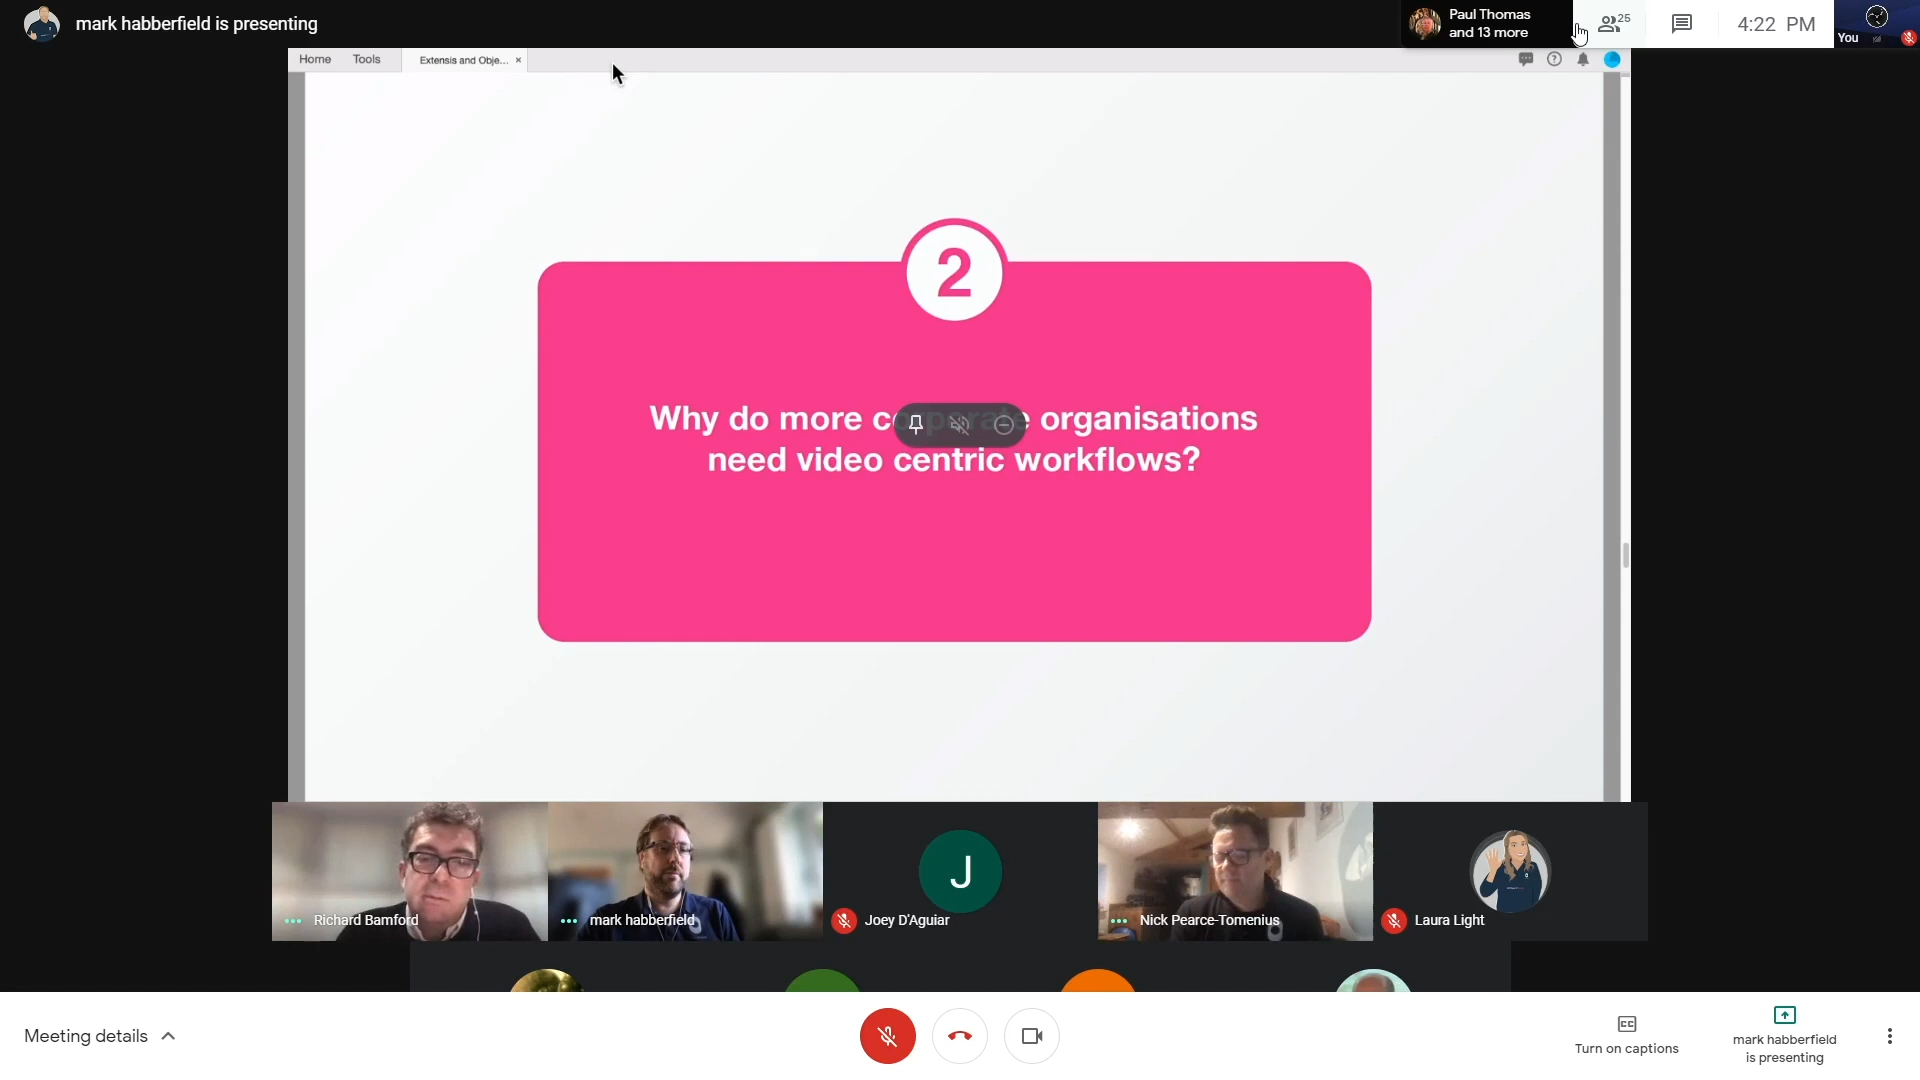 mark habberfield is presenting
Paul Thomas
and 13 more
25
4:22 PM
You
Home
Tools
Extensis and Obje...
2
Why do more corporate organisations
need video centric workflows?
Richard Bamford
mark habberfield
J
Joey D'Aguiar
Nick Pearce-Tomenius
Laura Light
Meeting details
CC
Turn on captions
mark habberfield
is presenting